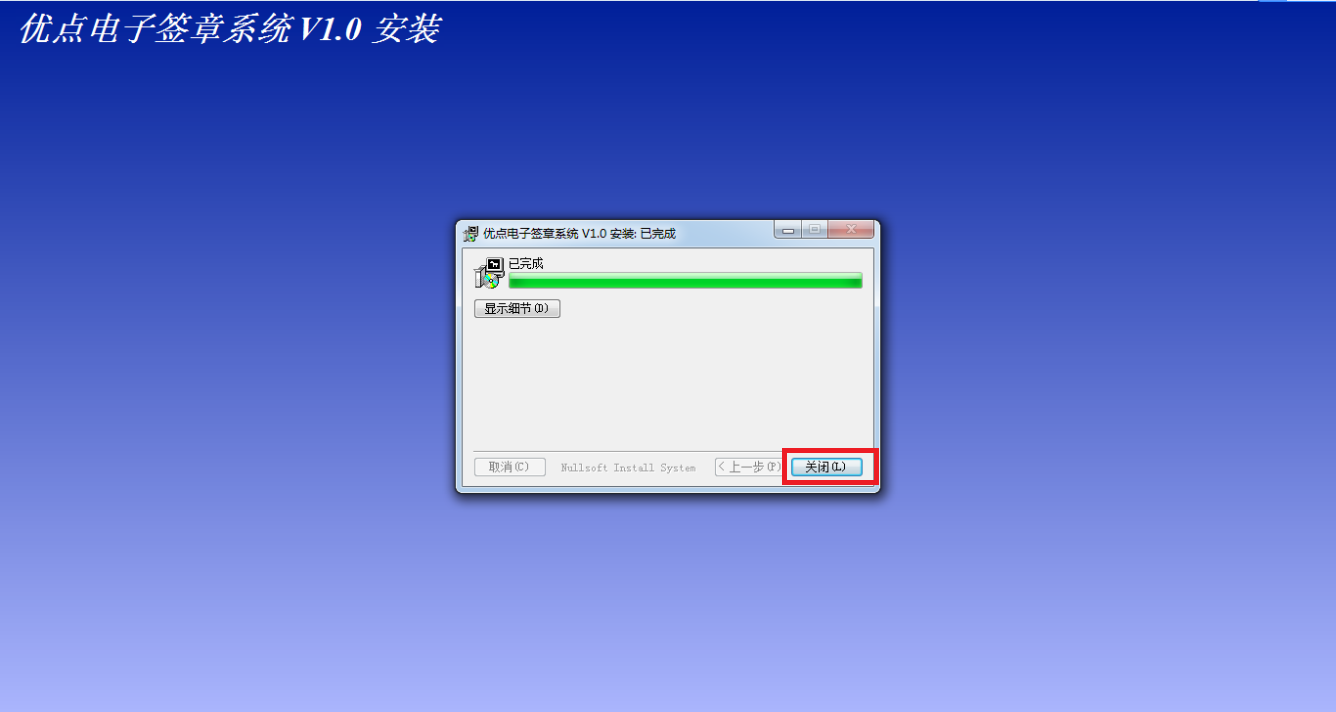 优点电子签章系统 V1.0 安装
优点电子签章系统 V1.0 安装: 已完成
已完成
显示细节(D)
取消(C) Nullsoft Install System <上一步(P) 关闭(L)